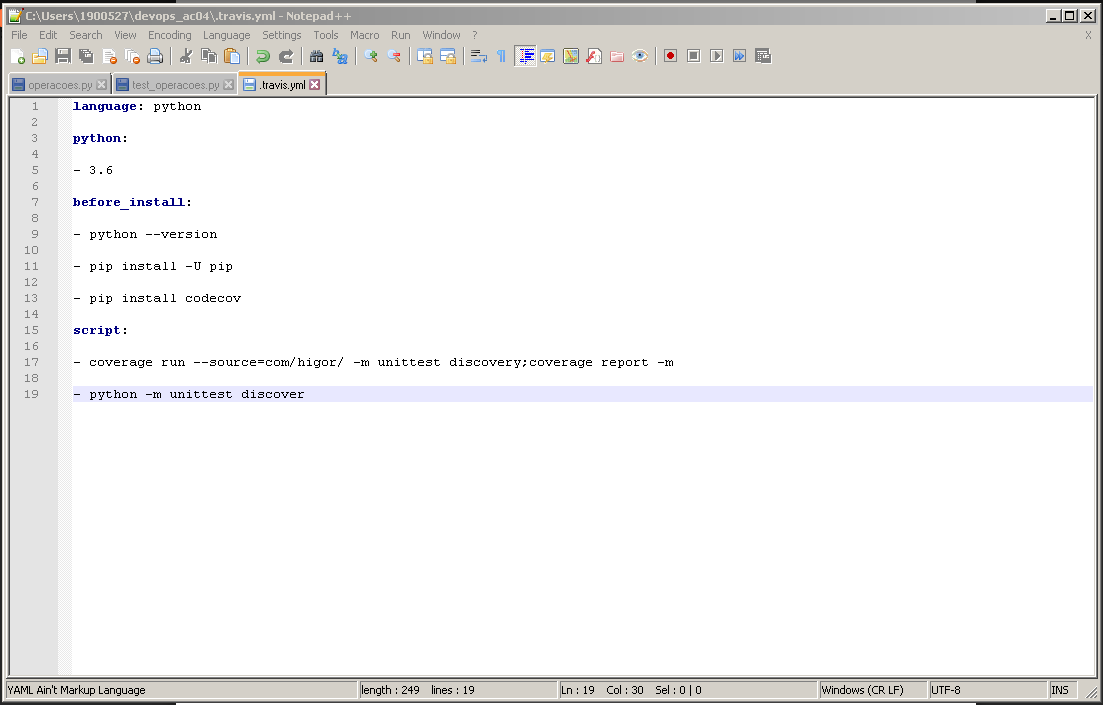 C:\Users\1900527\devops_ac04\.travis.yml - Notepad++
File Edit Search View Encoding Language Settings Tools Macro Run Window ? X
operacoes.py test_operacoes.py .travis.yml
1 language: python
2
3 python:
4
5 - 3.6
6
7 before_install:
8
9 - python --version
10
11 - pip install -U pip
12
13 - pip install codecov
14
15 script:
16
17 - coverage run --source=com/higor/ -m unittest discovery;coverage report -m
18
19 - python -m unittest discover
YAML Ain't Markup Language length : 249 lines : 19 Ln : 19 Col : 30 Sel : 0 | 0 Windows (CR LF) UTF-8 INS